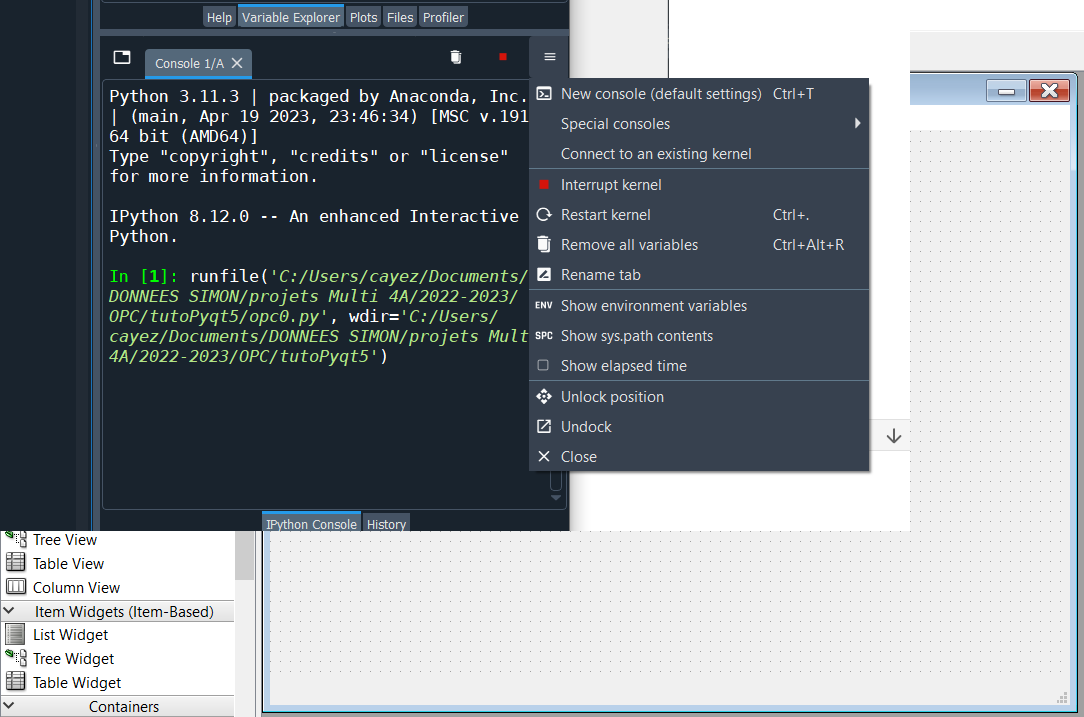 Help Variable Explorer Plots Files Profiler
Console 1/A
Python 3.11.3 | packaged by Anaconda, Inc.
| (main, Apr 19 2023, 23:46:34) [MSC v.191
64 bit (AMD64)]
Type "copyright", "credits" or "license"
for more information.
IPython 8.12.0 -- An enhanced Interactive
Python.
In [1]: runfile('C:/Users/cayez/Documents/
DONNEES SIMON/projets Multi 4A/2022-2023/
OPC/tutoPyqt5/opc0.py', wdir='C:/Users/
cayez/Documents/DONNEES SIMON/projets Mult
4A/2022-2023/OPC/tutoPyqt5')
New console (default settings) Ctrl+T
Special consoles
Connect to an existing kernel
Interrupt kernel
Restart kernel Ctrl+.
Remove all variables Ctrl+Alt+R
Rename tab
ENV Show environment variables
SPC Show sys.path contents
Show elapsed time
Unlock position
Undock
Close
IPython Console History
Tree View
Table View
Column View
Item Widgets (Item-Based)
List Widget
Tree Widget
Table Widget
Containers